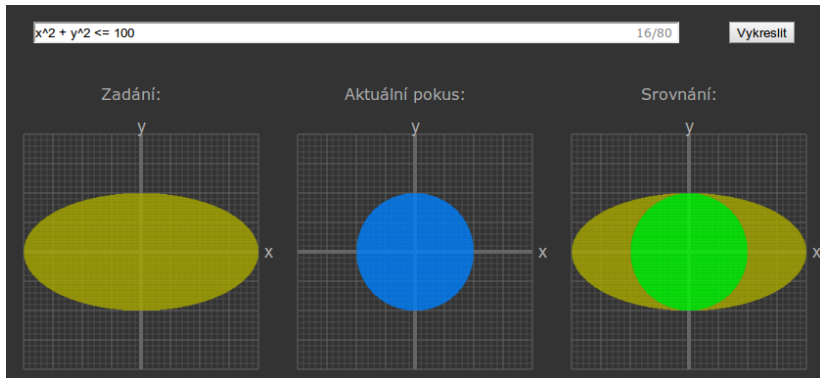 x^2 + y^2 <= 100 16/80 Vykreslit
Zadání: Aktuální pokus: Srovnání:
y y y
x x x